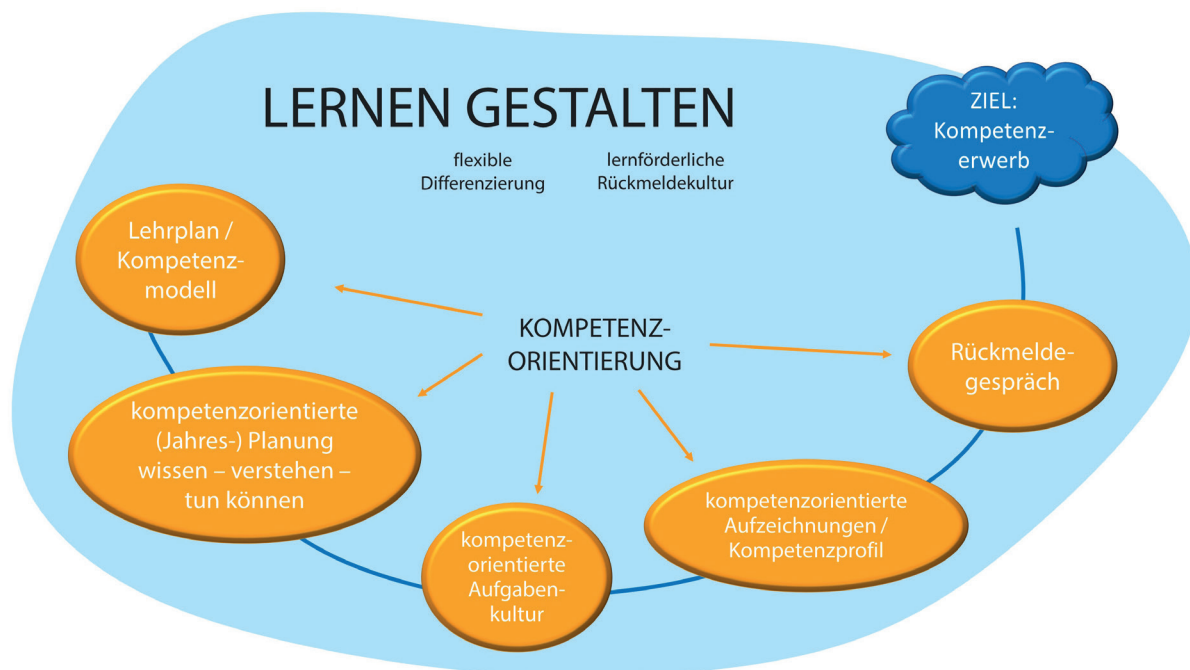 LERNEN GESTALTEN
flexible
Differenzierung
lernförderliche
Rückmeldekultur
ZIEL:
Kompetenz-
erwerb
Lehrplan /
Kompetenz-
modell
KOMPETENZ-
ORIENTIERUNG
kompetenzorientierte
(Jahres-) Planung
wissen – verstehen –
tun können
kompetenz-
orientierte
Aufgaben-
kultur
kompetenzorientierte
Aufzeichnungen /
Kompetenzprofil
Rückmelde-
gespräch